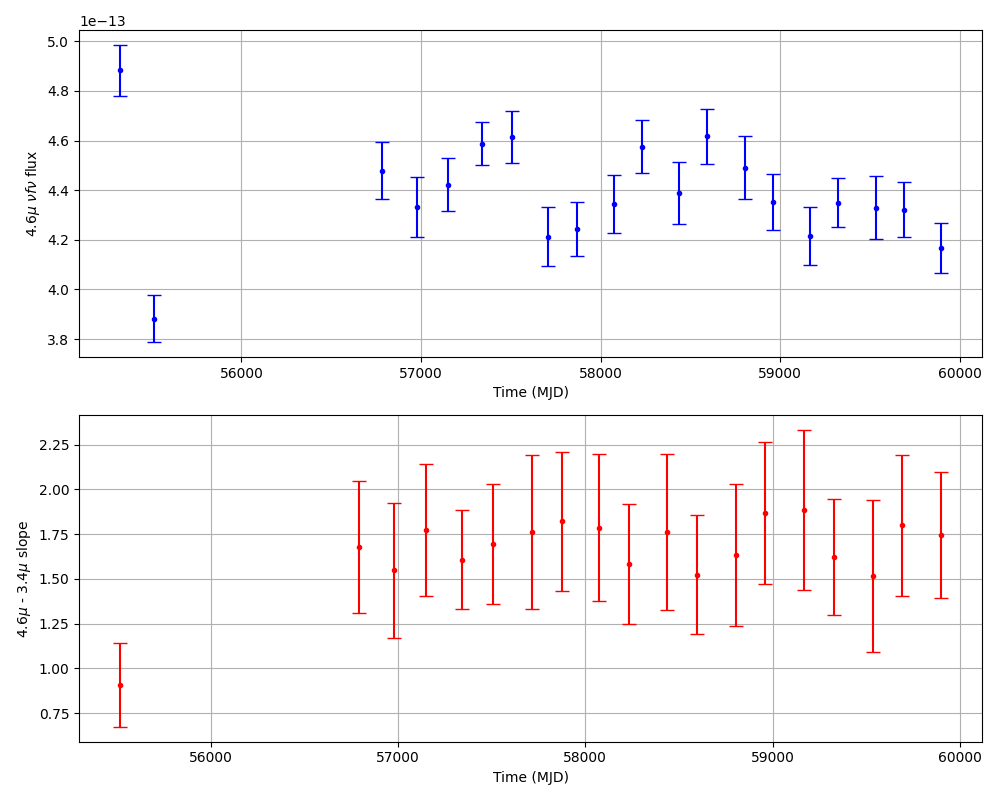 1e−13
5.0
4.8
4.6
4.4
4.2
4.0
3.8
4.6μ νfν flux
56000 57000 58000 59000 60000
Time (MJD)
2.25
2.00
1.75
1.50
1.25
1.00
0.75
4.6μ - 3.4μ slope
56000 57000 58000 59000 60000
Time (MJD)